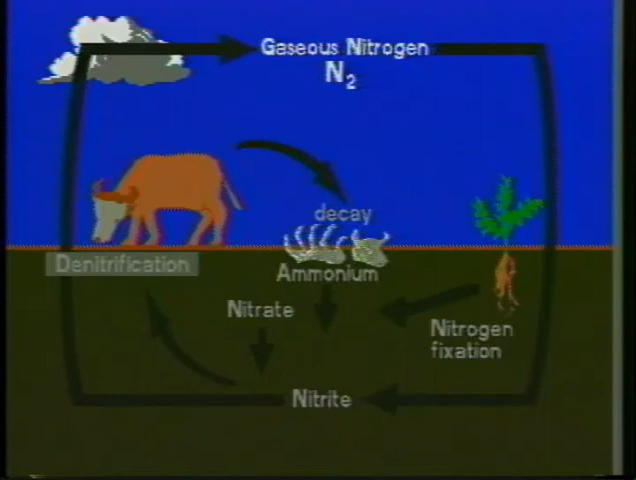 Gaseous Nitrogen
N₂
decay
Denitrification
Ammonium
Nitrate
Nitrogen
fixation
Nitrite